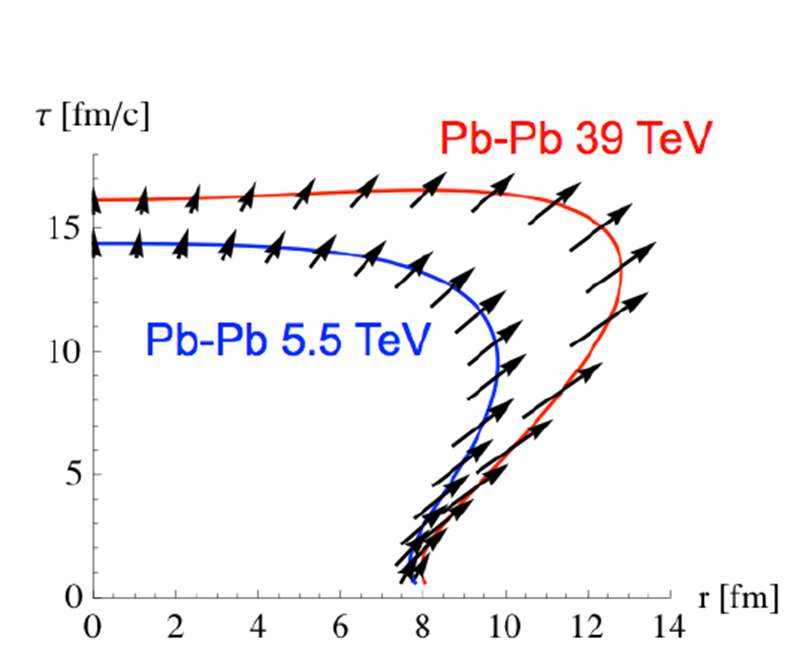 τ [fm/c]
Pb-Pb 39 TeV
15
Pb-Pb 5.5 TeV
10
5
0
r [fm]
0 2 4 6 8 10 12 14